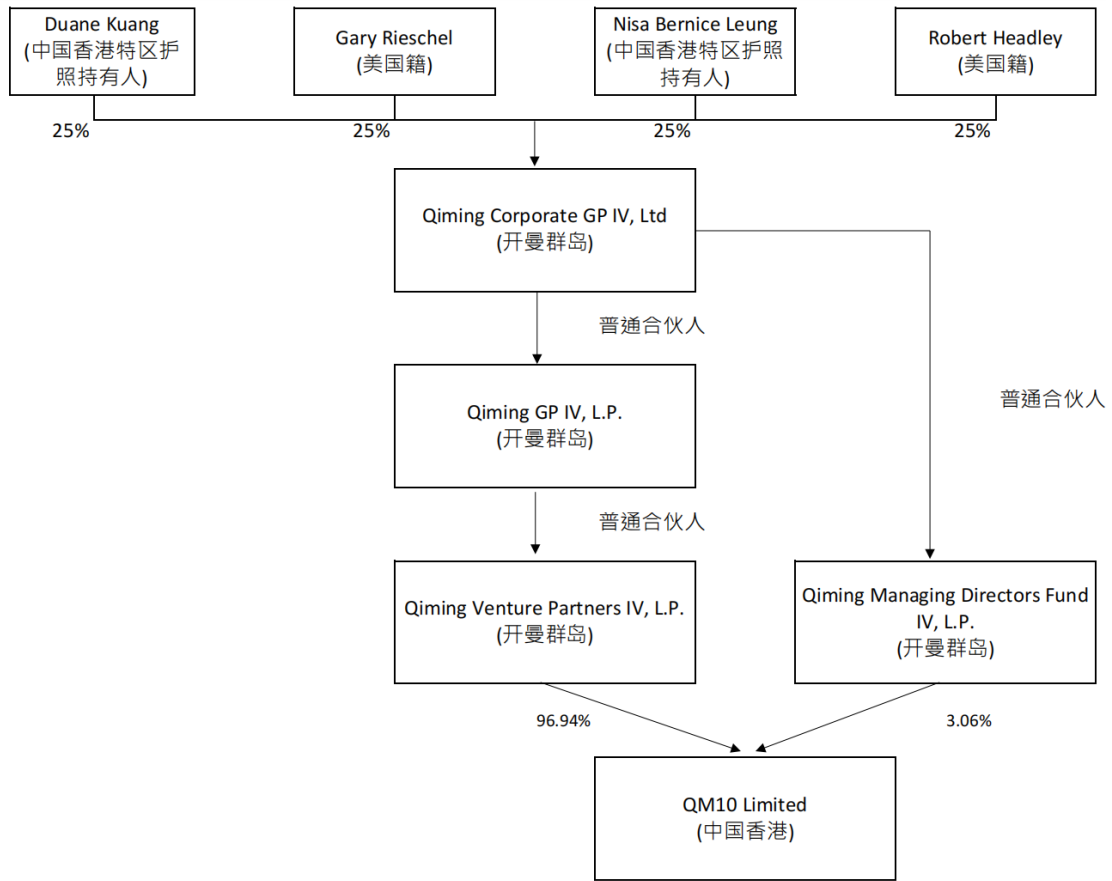 Duane Kuang
(中国香港特区护
照持有人)
Gary Rieschel
(美国籍)
Nisa Bernice Leung
(中国香港特区护照
持有人)
Robert Headley
(美国籍)
25%
25%
25%
25%
Qiming Corporate GP IV, Ltd
(开曼群岛)
普通合伙人
Qiming GP IV, L.P.
(开曼群岛)
普通合伙人
普通合伙人
Qiming Venture Partners IV, L.P.
(开曼群岛)
Qiming Managing Directors Fund
IV, L.P.
(开曼群岛)
96.94%
3.06%
QM10 Limited
(中国香港)